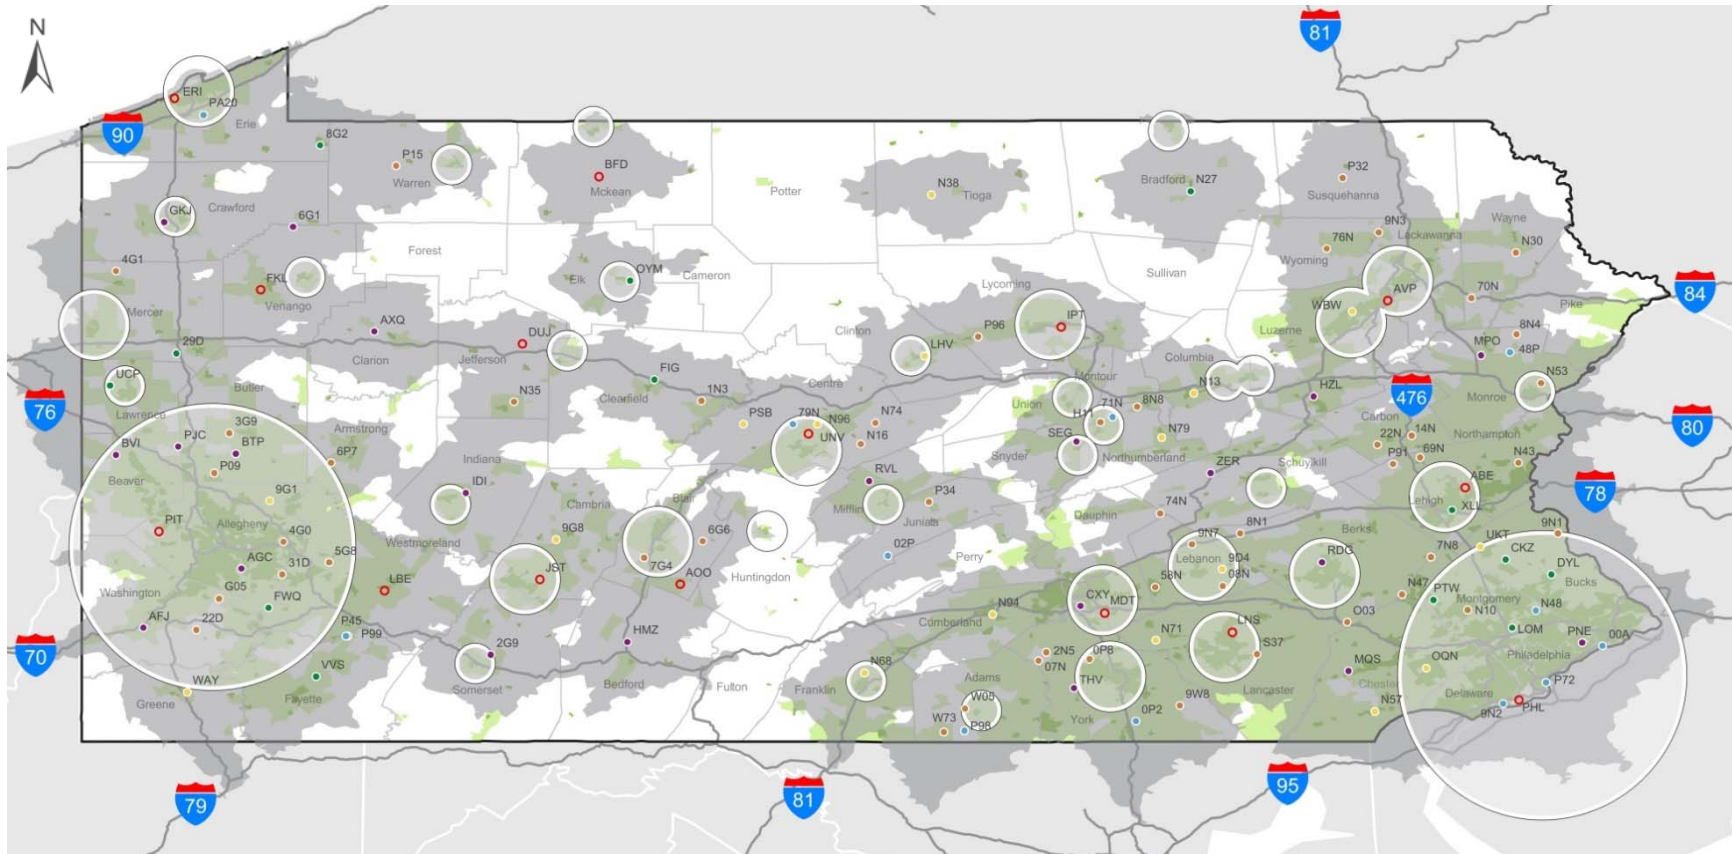 N
81
ERI
PA20
Erie
90
8G2
P15
Warren
BFD
Mckean
Potter
N38
Tioga
Bradford
N27
P32
Susquehanna
GKJ
Crawford
6G1
Forest
9N3
Lackawanna
Wayne
76N
Wyoming
N30
4G1
FKL
Venango
Mercer
Elk
OYM
Cameron
Sullivan
Lycoming
AVP
70N
Pike
84
AXQ
29D
DUJ
Jefferson
Clarion
Clinton
LHV
P96
IPT
WBW
Luzerne
8N4
MPO
48P
UCP
Butler
Lawrence
76
FIG
Clearfield
1N3
Centre
Montour
Columbia
N13
HZL
476
N53
Monroe
Carbon
N35
PSB
79N
N96
UNV
N74
N16
Union
H11
71N
8N8
80
3G9
BVI
PJC
BTP
Armstrong
P09
6P7
Indiana
SEG
Snyder
N79
Northumberland
22N
14N
Northampton
P91
69N
N43
Beaver
9G1
IDI
Cambria
Blair
RVL
Mifflin
P34
Juniata
ZER
Schuylkill
Lehigh
ABE
XLL
78
PIT
Allegheny
4G0
Westmoreland
9G8
6G6
02P
Perry
Dauphin
74N
8N1
Berks
9N7
Lebanon
9D4
UKT
9N1
CKZ
AGC
31D
5G8
7G4
AOO
Huntingdon
RDG
7N8
DYL
Bucks
Washington
G05
LBE
JST
58N
08N
N47
PTW
Montgomery
N10
N48
FWQ
AFJ
22D
P45
P99
HMZ
N94
Cumberland
CXY
MDT
O03
LOM
PNE
00A
70
2G9
N71
LNS
S37
Philadelphia
VVS
WAY
Greene
Fayette
Somerset
Bedford
Fulton
Franklin
N68
Adams
2N5
07N
0P8
THV
MQS
Chester
OQN
Delaware
P72
W05
W73
P98
York
0P2
9W8
Lancaster
N57
9N2
PHL
79
81
95